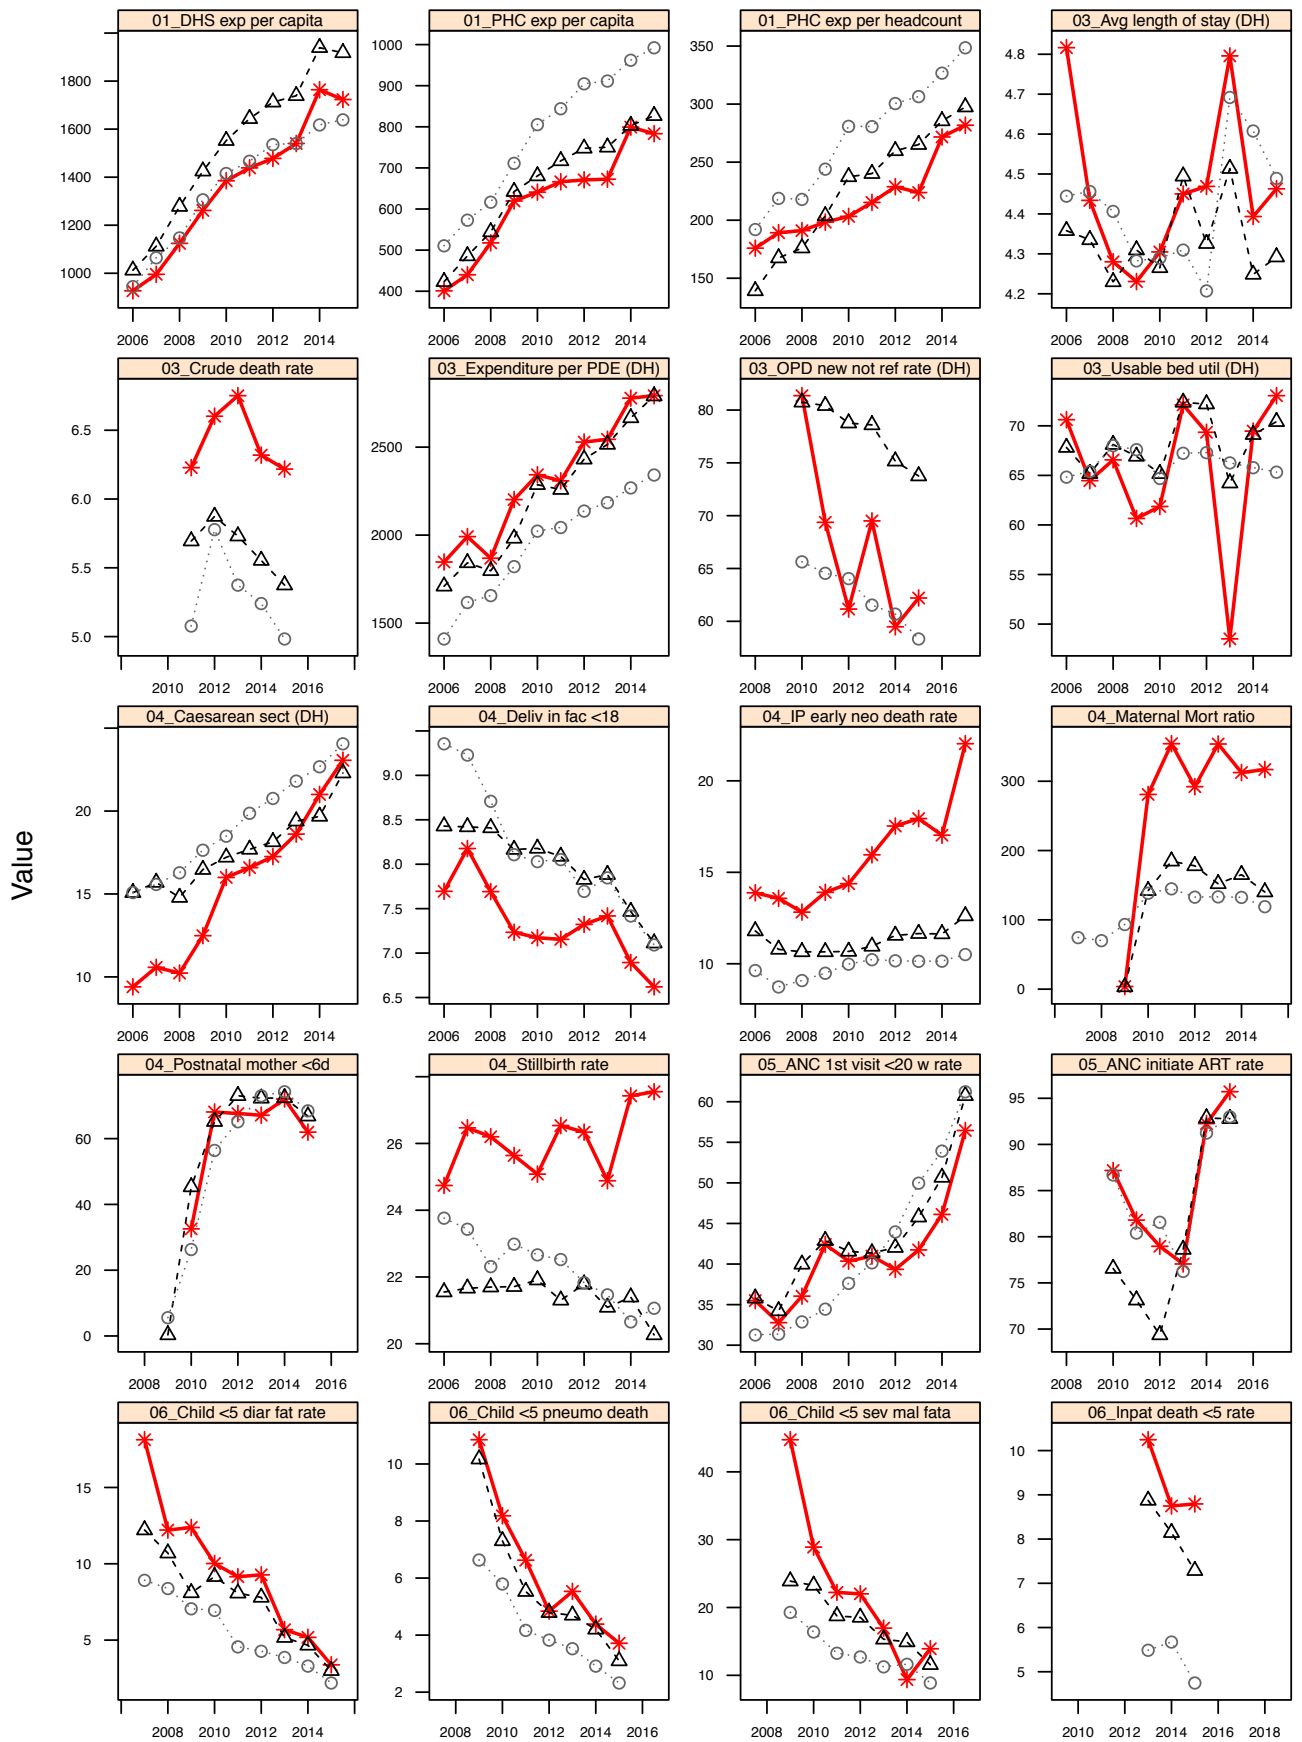 01_DHS exp per capita
01_PHC exp per capita
01_PHC exp per headcount
03_Avg length of stay (DH)
1800
1600
1400
1200
1000
2006 2008 2010 2012 2014
1000
900
800
700
600
500
400
2006 2008 2010 2012 2014
350
300
250
200
150
2006 2008 2010 2012 2014
4.8
4.7
4.6
4.5
4.4
4.3
4.2
2006 2008 2010 2012 2014
03_Crude death rate
03_Expenditure per PDE (DH)
03_OPD new not ref rate (DH)
03_Usable bed util (DH)
6.5
6.0
5.5
5.0
2010 2012 2014 2016
2500
2000
1500
2006 2008 2010 2012 2014
80
75
70
65
60
2008 2010 2012 2014 2016
70
65
60
55
50
2006 2008 2010 2012 2014
Value
04_Caesarean sect (DH)
04_Deliv in fac <18
04_IP early neo death rate
04_Maternal Mort ratio
20
15
10
2006 2008 2010 2012 2014
9.0
8.5
8.0
7.5
7.0
6.5
2006 2008 2010 2012 2014
20
15
10
2006 2008 2010 2012 2014
300
200
100
0
2008 2010 2012 2014
04_Postnatal mother <6d
04_Stillbirth rate
05_ANC 1st visit <20 w rate
05_ANC initiate ART rate
60
40
20
0
2008 2010 2012 2014 2016
26
24
22
20
2006 2008 2010 2012 2014
60
55
50
45
40
35
30
2006 2008 2010 2012 2014
95
90
85
80
75
70
2008 2010 2012 2014 2016
06_Child <5 diar fat rate
06_Child <5 pneumo death
06_Child <5 sev mal fata
06_Inpat death <5 rate
15
10
5
2008 2010 2012 2014
10
8
6
4
2
2008 2010 2012 2014 2016
40
30
20
10
2008 2010 2012 2014 2016
10
9
8
7
6
5
2010 2012 2014 2016 2018